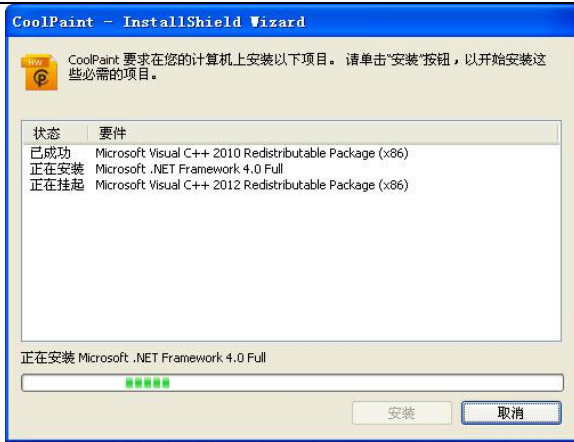 CoolPaint - InstallShield Wizard
HW
CoolPaint 要求在您的计算机上安装以下项目。 请单击“安装”按钮，以开始安装这
些必需的项目。
状态 要件
已成功 Microsoft Visual C++ 2010 Redistributable Package (x86)
正在安装 Microsoft .NET Framework 4.0 Full
正在挂起 Microsoft Visual C++ 2012 Redistributable Package (x86)
正在安装 Microsoft .NET Framework 4.0 Full
安装 取消